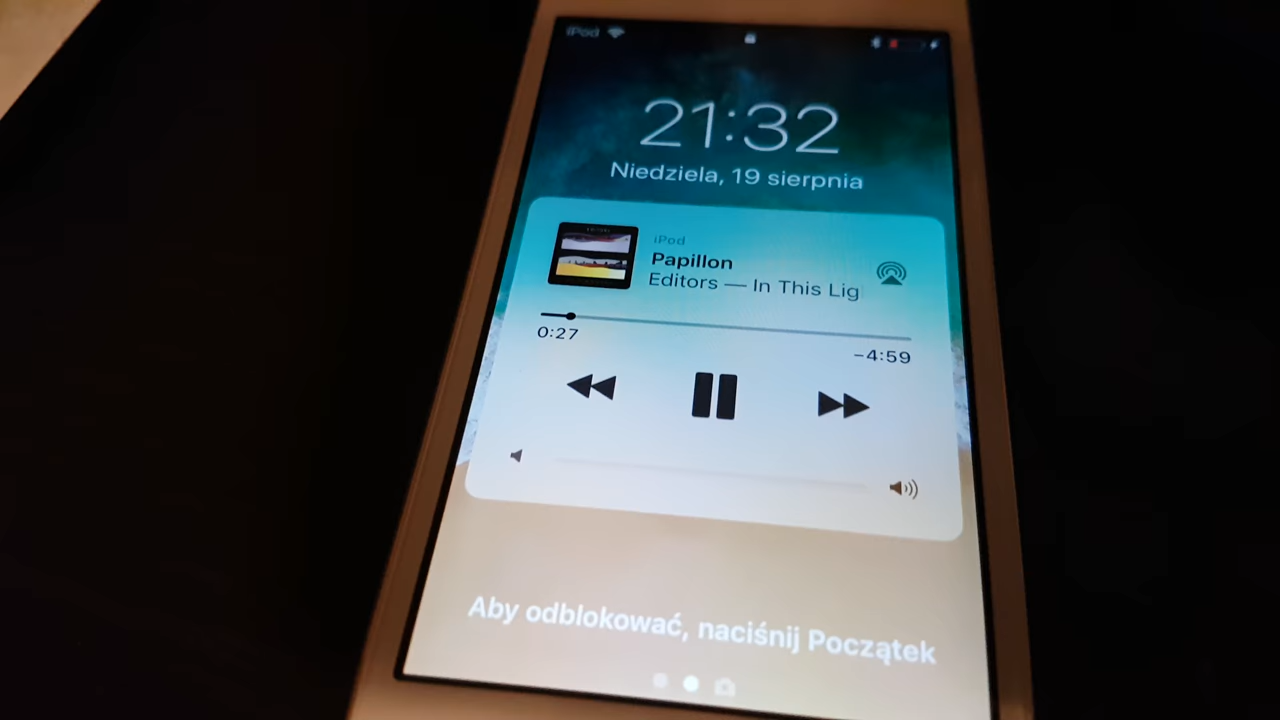 iPod
21:32
Niedziela, 19 sierpnia
iPod
Papillon
Editors — In This Lig
0:27
-4:59
Aby odblokować, naciśnij Początek